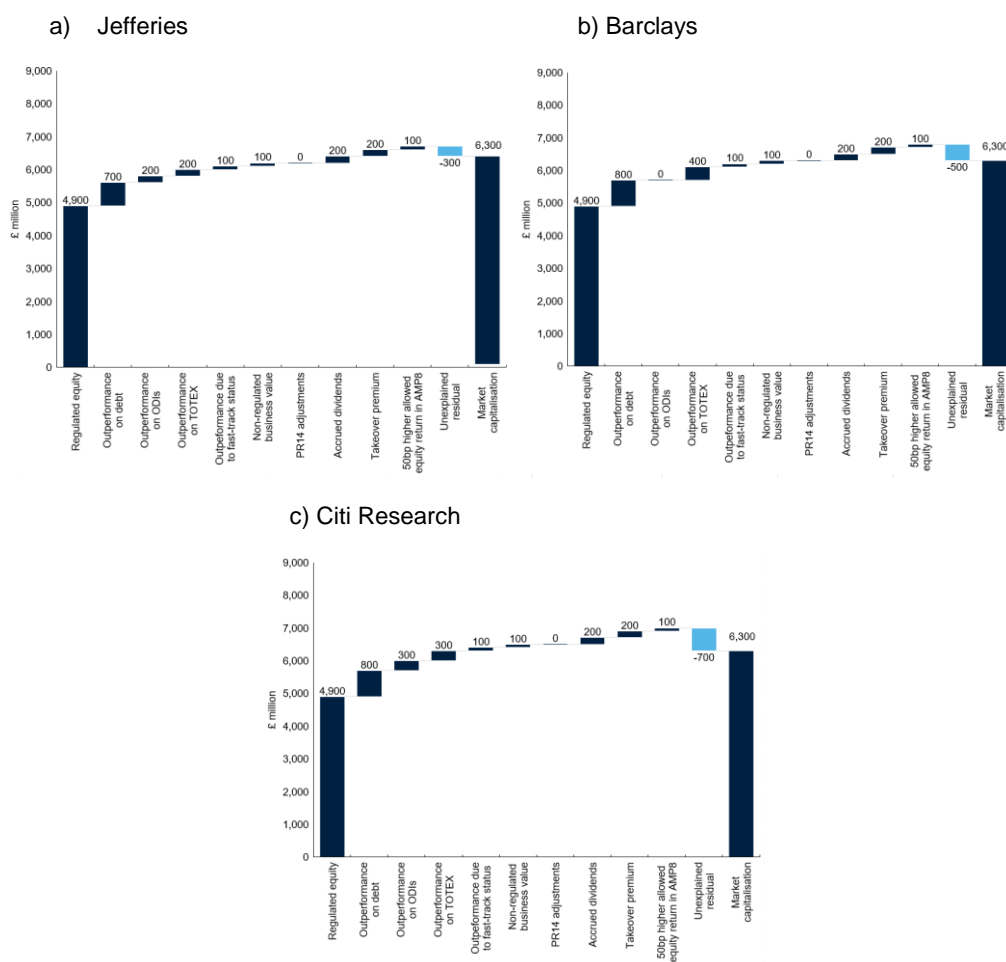 a) Jefferies
9,000
8,000
7,000
6,000
5,000
4,000
3,000
2,000
1,000
0
£ million
4,900
700
200
200
100
100
0
200
200
100
-300
6,300
Regulated equity
Outperformance
on debt
Outperformance
on ODIs
Outperformance
on TOTEX
Outpeformance due
to fast-track status
Non-regulated
business value
PR14 adjustments
Accrued dividends
Takeover premium
50bp higher allowed
equity return in AMP8
Unexplained
residual
Market
capitalisation
b) Barclays
9,000
8,000
7,000
6,000
5,000
4,000
3,000
2,000
1,000
0
£ million
4,900
800
0
400
100
100
0
200
200
100
-500
6,300
Regulated equity
Outperformance
on debt
Outperformance
on ODIs
Outperformance
on TOTEX
Outpeformance due
to fast-track status
Non-regulated
business value
PR14 adjustments
Accrued dividends
Takeover premium
50bp higher allowed
equity return in AMP8
Unexplained
residual
Market
capitalisation
c) Citi Research
9,000
8,000
7,000
6,000
5,000
4,000
3,000
2,000
1,000
0
£ million
4,900
800
300
300
100
100
0
200
200
100
-700
6,300
Regulated equity
Outperformance
on debt
Outperformance
on ODIs
Outperformance
on TOTEX
Outpeformance due
to fast-track status
Non-regulated
business value
PR14 adjustments
Accrued dividends
Takeover premium
50bp higher allowed
equity return in AMP8
Unexplained
residual
Market
capitalisation